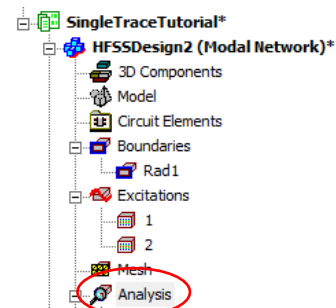 SingleTraceTutorial*
HFSSDesign2 (Modal Network)*
3D Components
Model
Circuit Elements
Boundaries
Rad1
Excitations
1
2
Mesh
Analysis